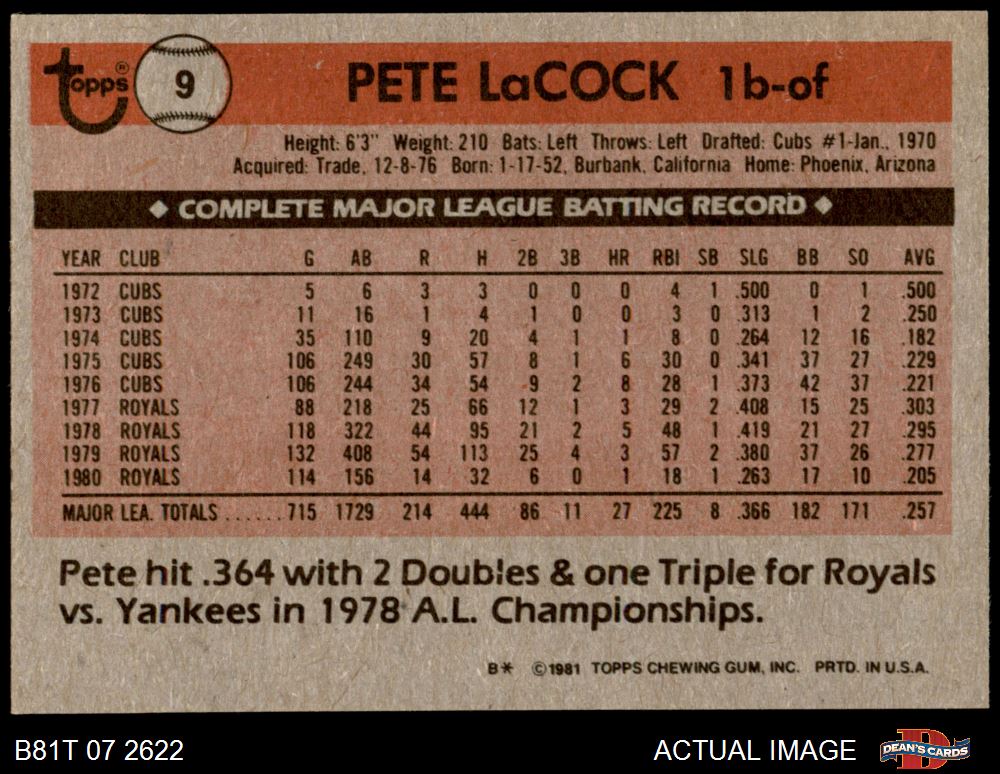 topps® 9 PETE LaCOCK 1b-of
Height: 6'3" Weight: 210 Bats: Left Throws: Left Drafted: Cubs #1-Jan., 1970
Acquired: Trade, 12-8-76 Born: 1-17-52, Burbank, California Home: Phoenix, Arizona
◆ COMPLETE MAJOR LEAGUE BATTING RECORD ◆
YEAR CLUB G AB R H 2B 3B HR RBI SB SLG BB SO AVG
1972 CUBS 5 6 3 3 0 0 0 4 1 .500 0 1 .500
1973 CUBS 11 16 1 4 1 0 0 3 0 .313 1 2 .250
1974 CUBS 35 110 9 20 4 1 1 8 0 .264 12 16 .182
1975 CUBS 106 249 30 57 8 1 6 30 0 .341 37 27 .229
1976 CUBS 106 244 34 54 9 2 8 28 1 .373 42 37 .221
1977 ROYALS 88 218 25 66 12 1 3 29 2 .408 15 25 .303
1978 ROYALS 118 322 44 95 21 2 5 48 1 .419 21 27 .295
1979 ROYALS 132 408 54 113 25 4 3 57 2 .380 37 26 .277
1980 ROYALS 114 156 14 32 6 0 1 18 1 .263 17 10 .205
MAJOR LEA. TOTALS ......715 1729 214 444 86 11 27 225 8 .366 182 171 .257
Pete hit .364 with 2 Doubles & one Triple for Royals
vs. Yankees in 1978 A.L. Championships.
B* ©1981 TOPPS CHEWING GUM, INC. PRTD. IN U.S.A.
B81T 07 2622 ACTUAL IMAGE DEAN'S CARDS